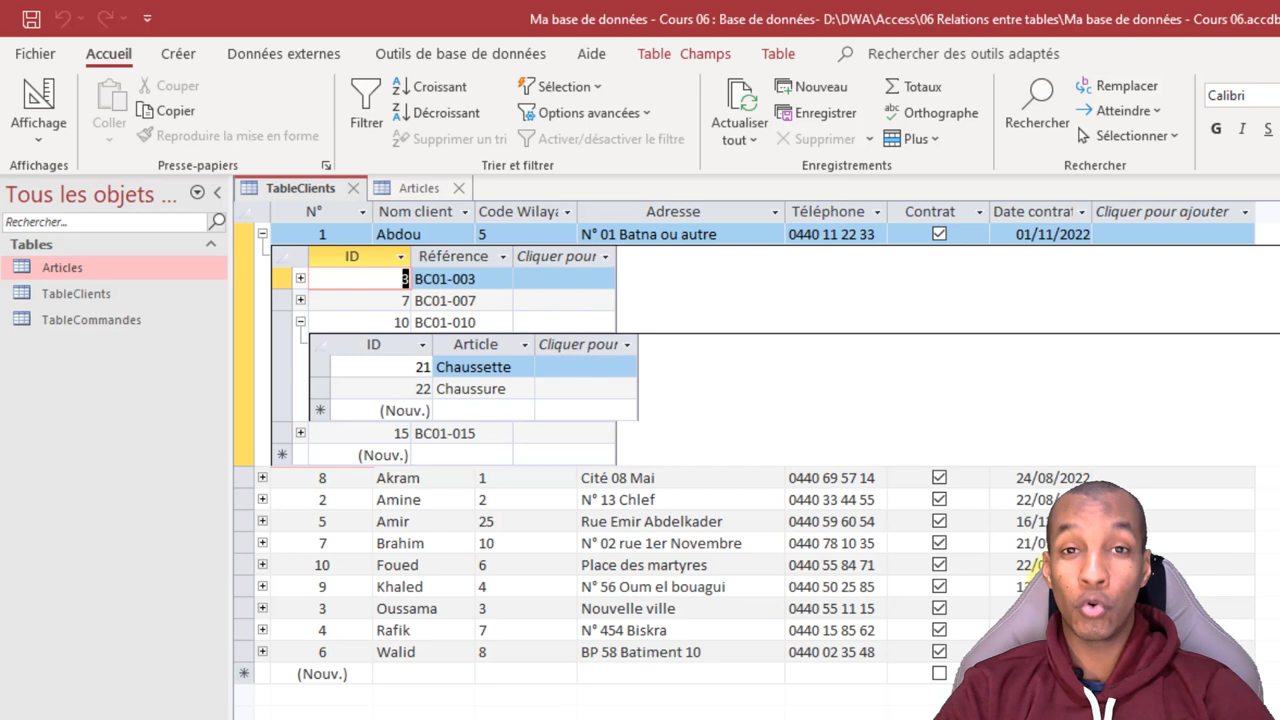 Ma base de données - Cours 06 : Base de données- D:\DWA\Access\06 Relations entre tables\Ma base de données - Cours 06.accdb
Fichier Accueil Créer Données externes Outils de base de données Aide Table Champs Table Rechercher des outils adaptés
Affichage
Affichages
Coller
Couper
Copier
Reproduire la mise en forme
Presse-papiers
Filtrer
Croissant
Décroissant
Supprimer un tri
Sélection
Options avancées
Activer/désactiver le filtre
Trier et filtrer
Actualiser
tout
Nouveau
Enregistrer
Supprimer
Totaux
Orthographe
Plus
Enregistrements
Rechercher
Remplacer
Atteindre
Sélectionner
Rechercher
Calibri
G I S
Tous les objets ...
Rechercher...
Tables
Articles
TableClients
TableCommandes
TableClients Articles
N° Nom client Code Wilaya Adresse Téléphone Contrat Date contrat Cliquer pour ajouter
1 Abdou 5 N° 01 Batna ou autre 0440 11 22 33 01/11/2022
ID Référence Cliquer pour
3 BC01-003
7 BC01-007
10 BC01-010
ID Article Cliquer pour
21 Chaussette
22 Chaussure
(Nouv.)
15 BC01-015
(Nouv.)
8 Akram 1 Cité 08 Mai 0440 69 57 14 24/08/2022
2 Amine 2 N° 13 Chlef 0440 33 44 55 22/08/
5 Amir 25 Rue Emir Abdelkader 0440 59 60 54 16/1
7 Brahim 10 N° 02 rue 1er Novembre 0440 78 10 35 21/0
10 Foued 6 Place des martyres 0440 55 84 71 22/
9 Khaled 4 N° 56 Oum el bouagui 0440 50 25 85 1
3 Oussama 3 Nouvelle ville 0440 55 11 15
4 Rafik 7 N° 454 Biskra 0440 15 85 62
6 Walid 8 BP 58 Batiment 10 0440 02 35 48
(Nouv.)